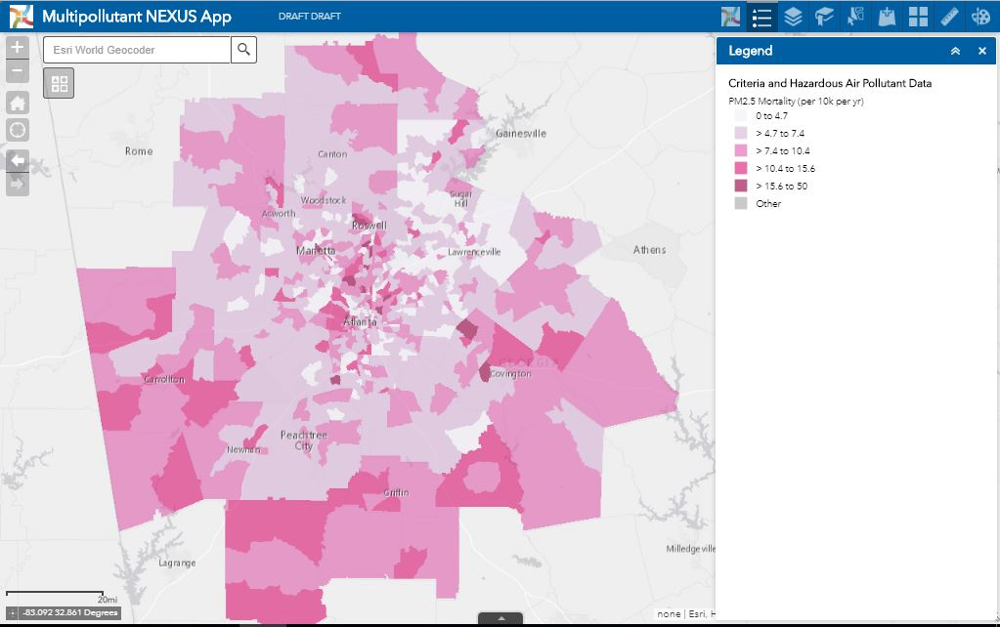 Multipollutant NEXUS App
DRAFT DRAFT
Esri World Geocoder
Legend
Criteria and Hazardous Air Pollutant Data
PM2.5 Mortality (per 10k per yr)
0 to 4.7
> 4.7 to 7.4
> 7.4 to 10.4
> 10.4 to 15.6
> 15.6 to 50
Other
Gainesville
Rome
Canton
Woodstock
Sugar
Hill
Acworth
Roswell
Marietta
Lawrenceville
Athens
Atlanta
GEORGIA
Covington
Carrollton
Peachtree
City
Newnan
Griffin
Milledgeville
Lagrange
20mi
-83.092 32.861 Degrees
none | Esri, H